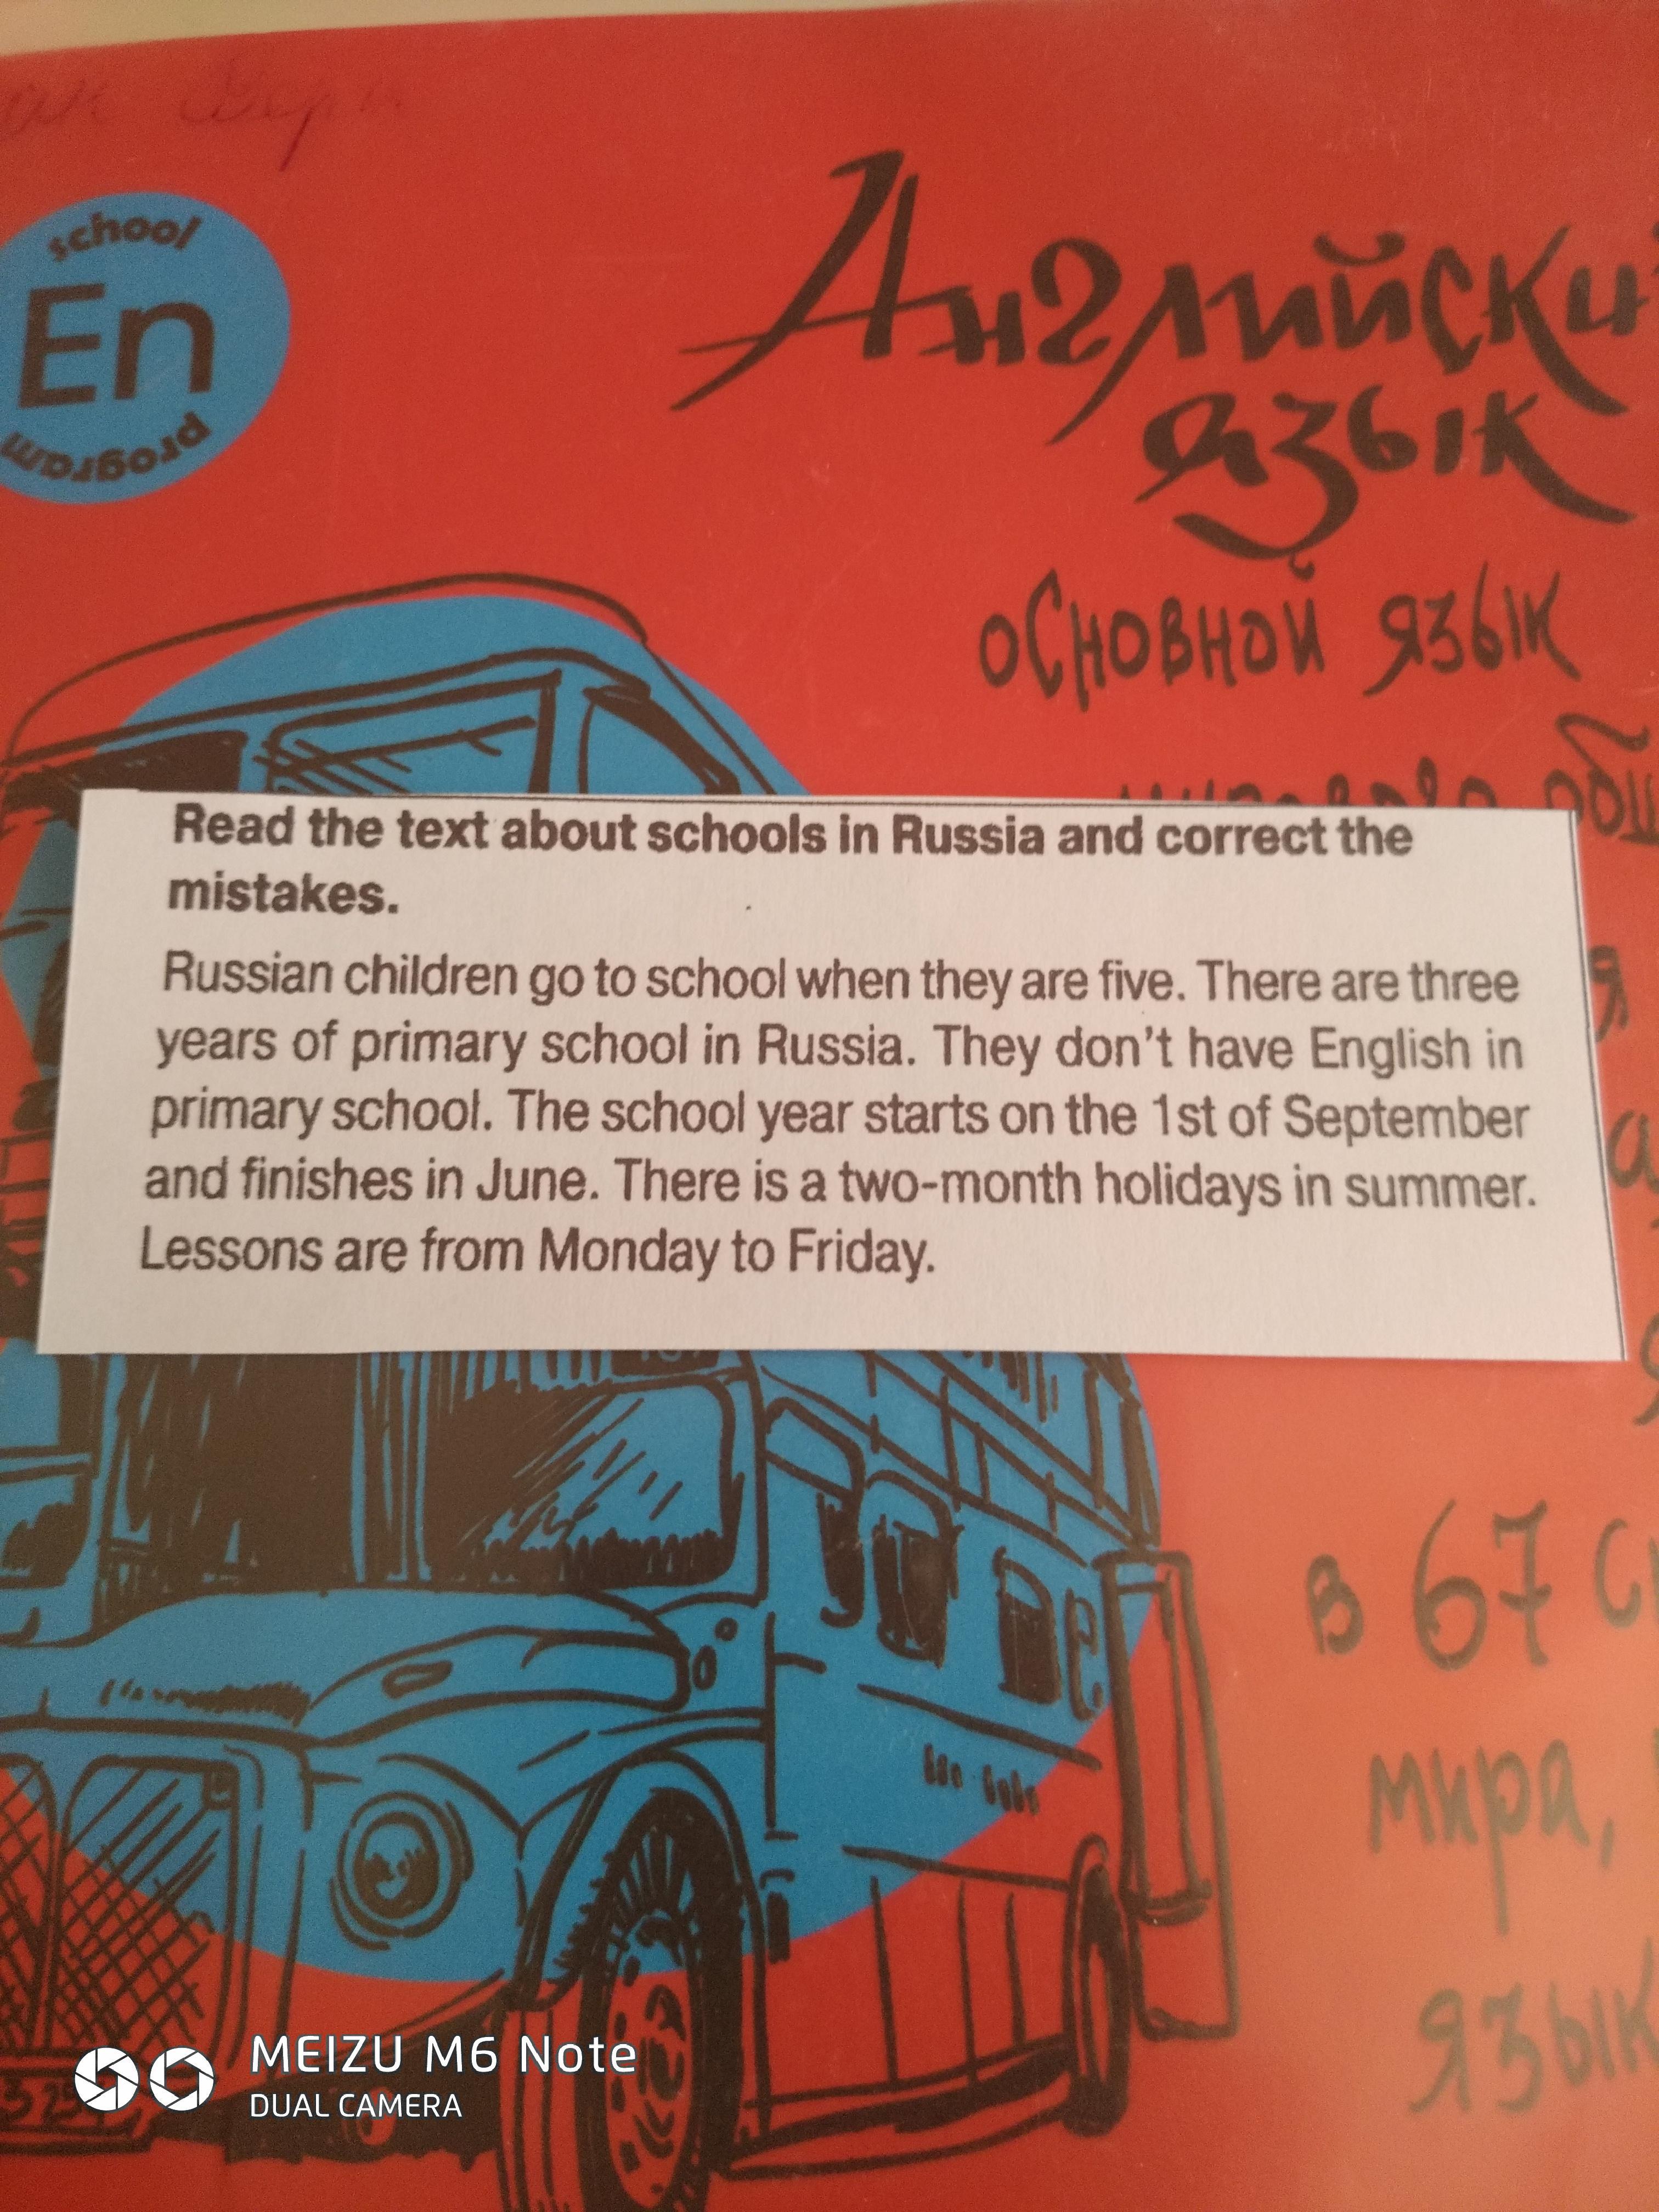 school
En
program
Английски
язык
основной язык
Read the text about schools in Russia and correct the
mistakes.
Russian children go to school when they are five. There are three
years of primary school in Russia. They don't have English in
primary school. The school year starts on the 1st of September
and finishes in June. There is a two-month holidays in summer.
Lessons are from Monday to Friday.
в 67
мира,
язык
MEIZU M6 Note
DUAL CAMERA